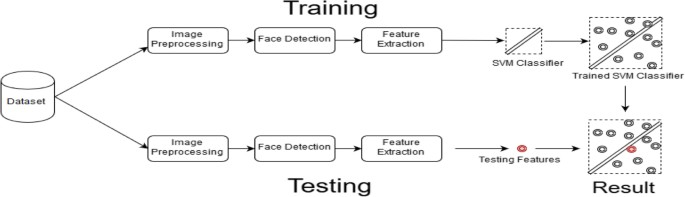 Training
Image
Preprocessing
Face Detection
Feature
Extraction
SVM Classifier
Trained SVM Classifier
Dataset
Image
Preprocessing
Face Detection
Feature
Extraction
Testing Features
Testing
Result